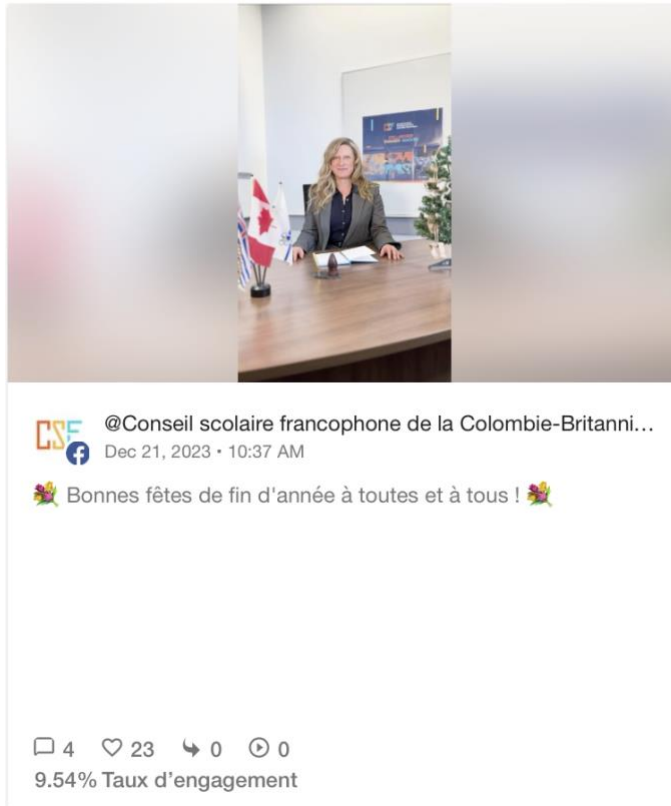 CSF
@Conseil scolaire francophone de la Colombie-Britanni...
Dec 21, 2023 • 10:37 AM
💐 Bonnes fêtes de fin d'année à toutes et à tous ! 💐
4 23 0 0
9.54% Taux d'engagement